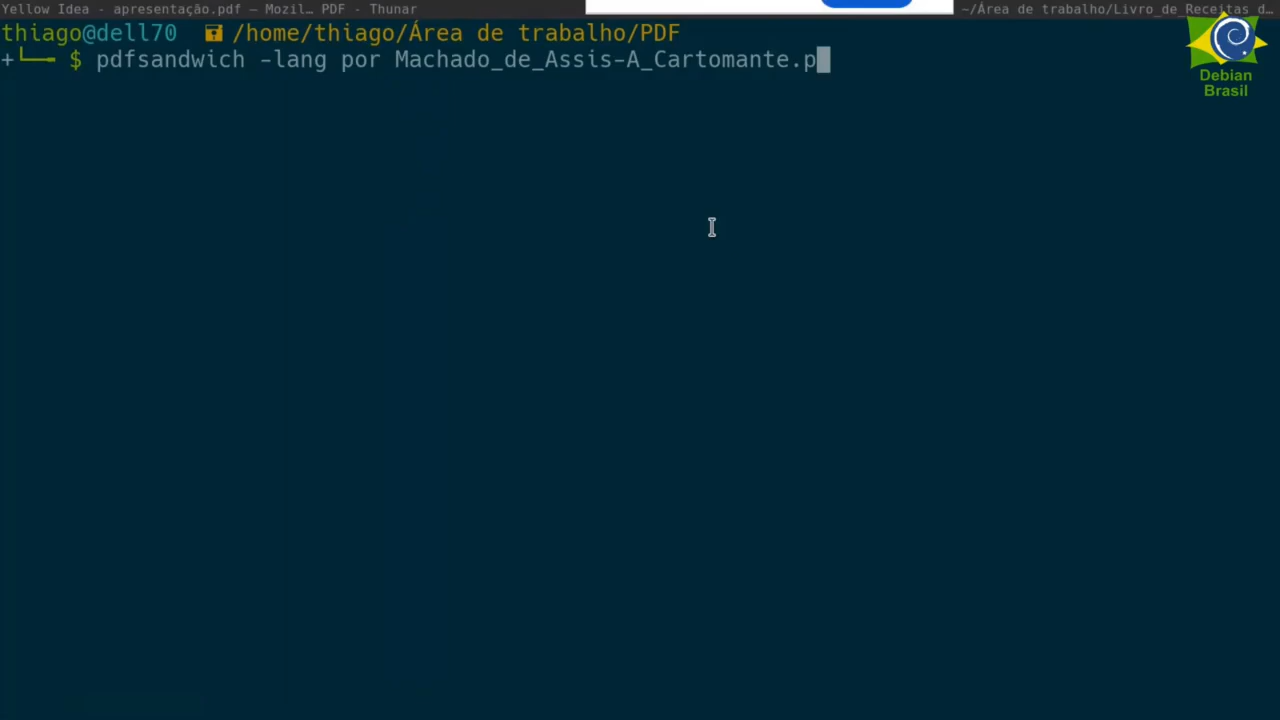 Yellow Idea - apresentação.pdf — Mozil… PDF - Thunar
~/Área de trabalho/Livro_de_Receitas d…
thiago@dell70 /home/thiago/Área de trabalho/PDF
+└── $ pdfsandwich -lang por Machado_de_Assis-A_Cartomante.p
Debian
Brasil